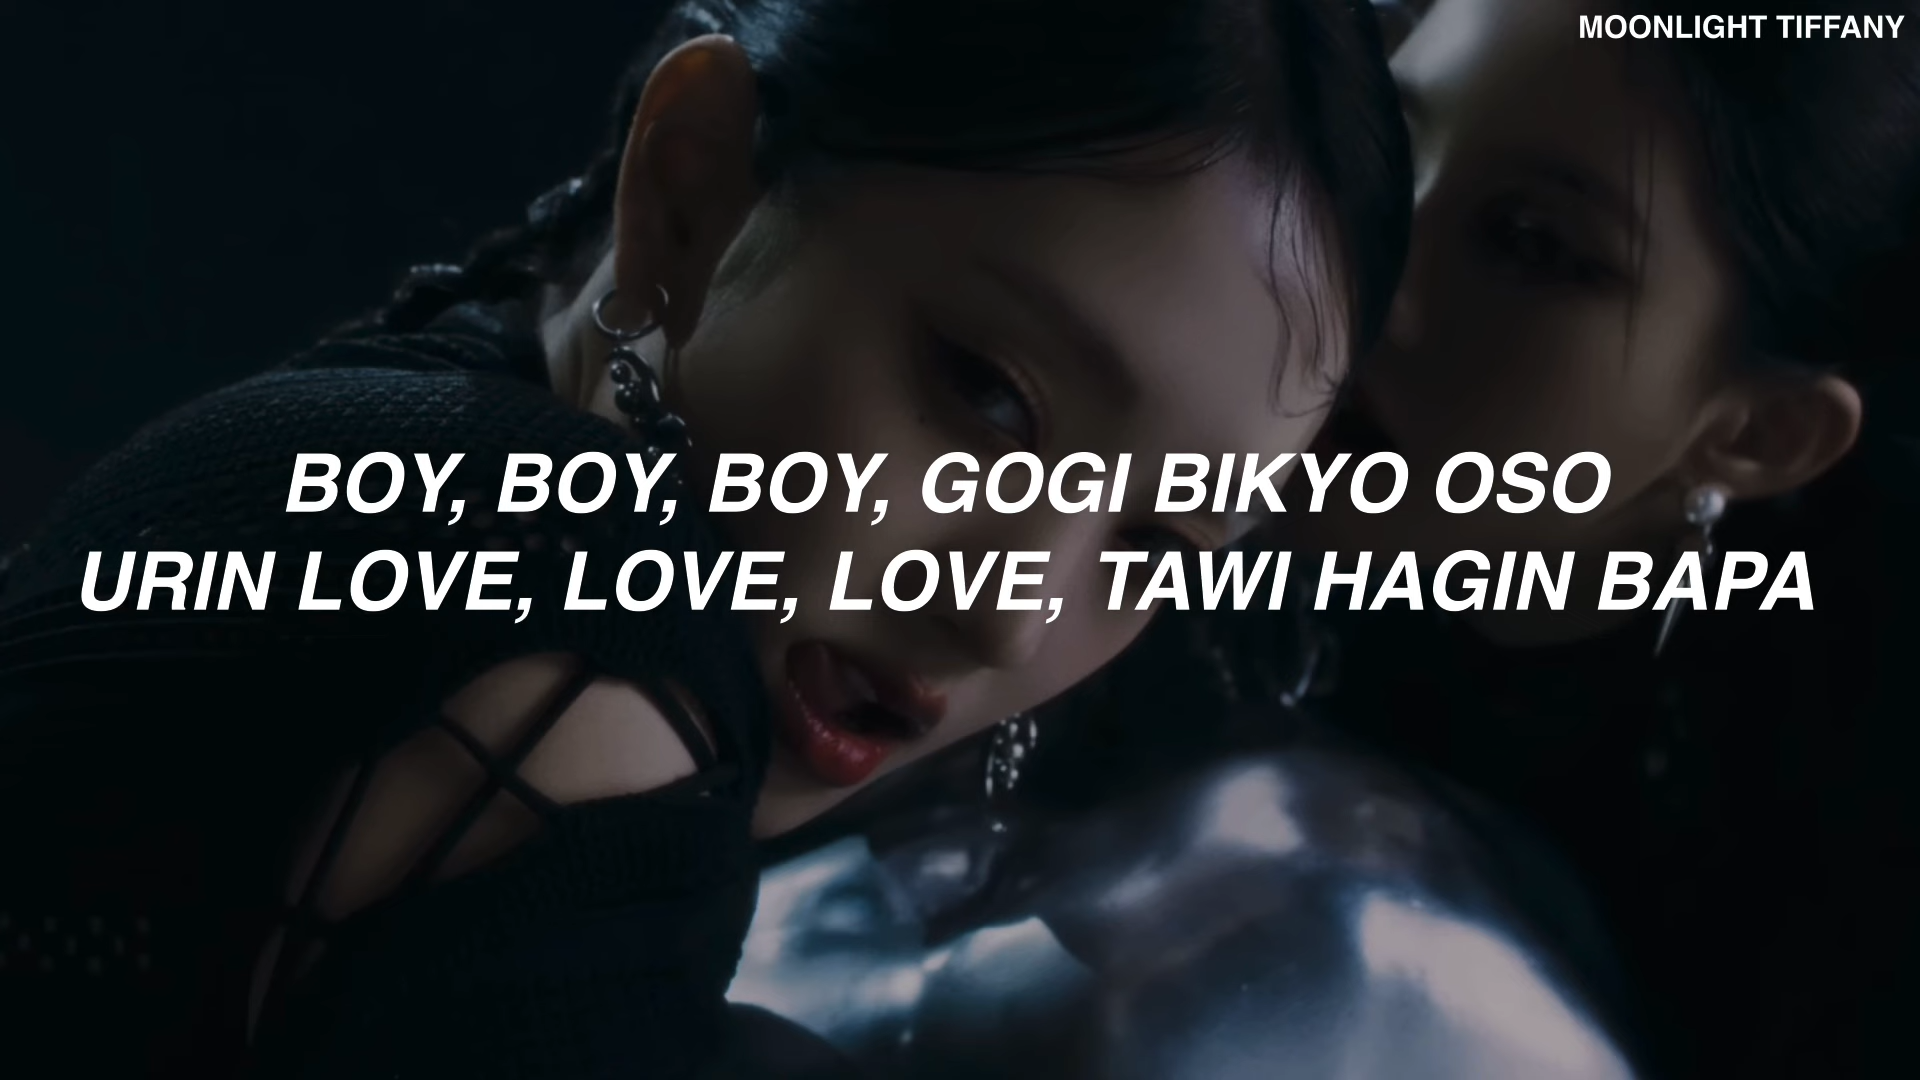 MOONLIGHT TIFFANY
BOY, BOY, BOY, GOGI BIKYO OSO
URIN LOVE, LOVE, LOVE, TAWI HAGIN BAPA